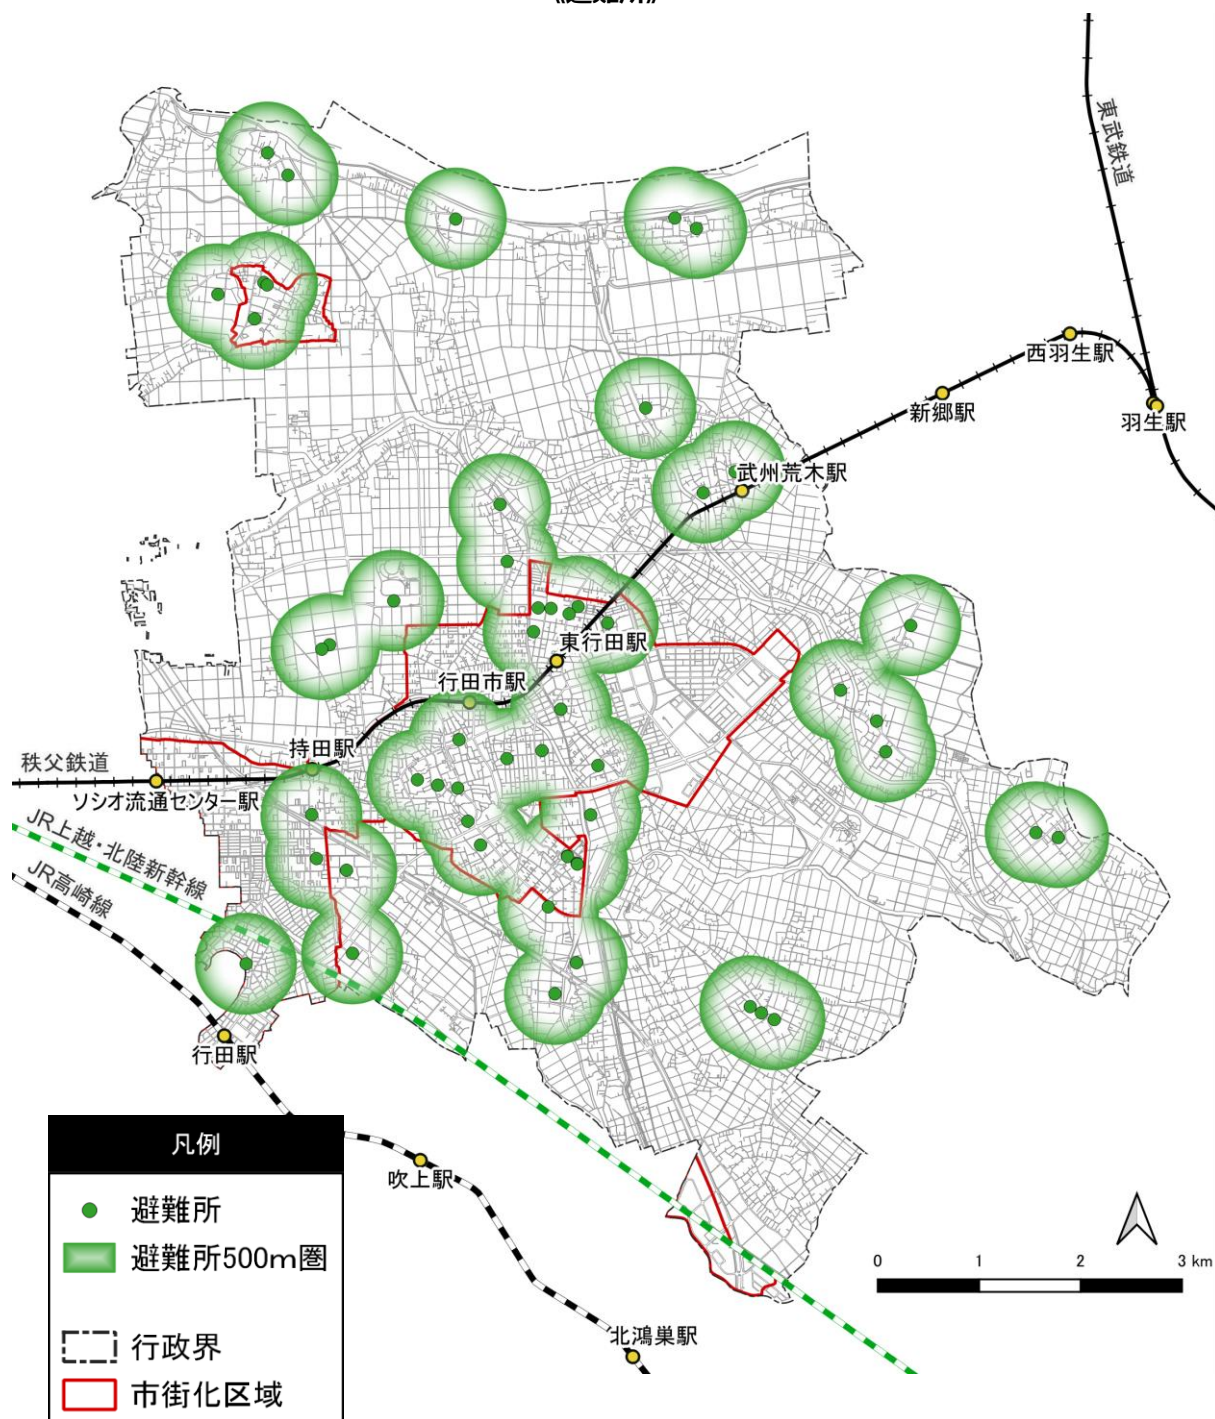 《避難所》
東武鉄道
西羽生駅
新郷駅
羽生駅
武州荒木駅
東行田駅
行田市駅
持田駅
秩父鉄道
ソシオ流通センター駅
JR上越・北陸新幹線
JR高崎線
行田駅
吹上駅
北鴻巣駅
凡例
避難所
避難所500m圏
行政界
市街化区域
0 1 2 3 km